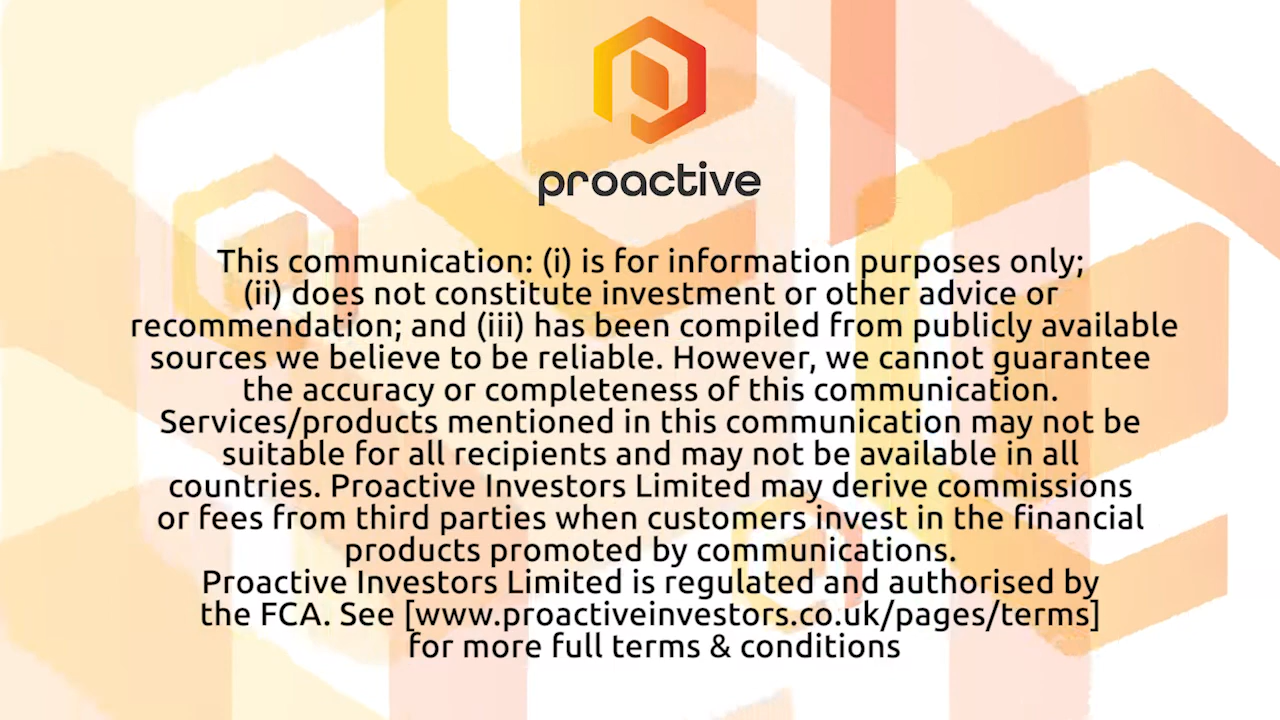 proactive
This communication: (i) is for information purposes only;
(ii) does not constitute investment or other advice or
recommendation; and (iii) has been compiled from publicly available
sources we believe to be reliable. However, we cannot guarantee
the accuracy or completeness of this communication.
Services/products mentioned in this communication may not be
suitable for all recipients and may not be available in all
countries. Proactive Investors Limited may derive commissions
or fees from third parties when customers invest in the financial
products promoted by communications.
Proactive Investors Limited is regulated and authorised by
the FCA. See [www.proactiveinvestors.co.uk/pages/terms]
for more full terms & conditions